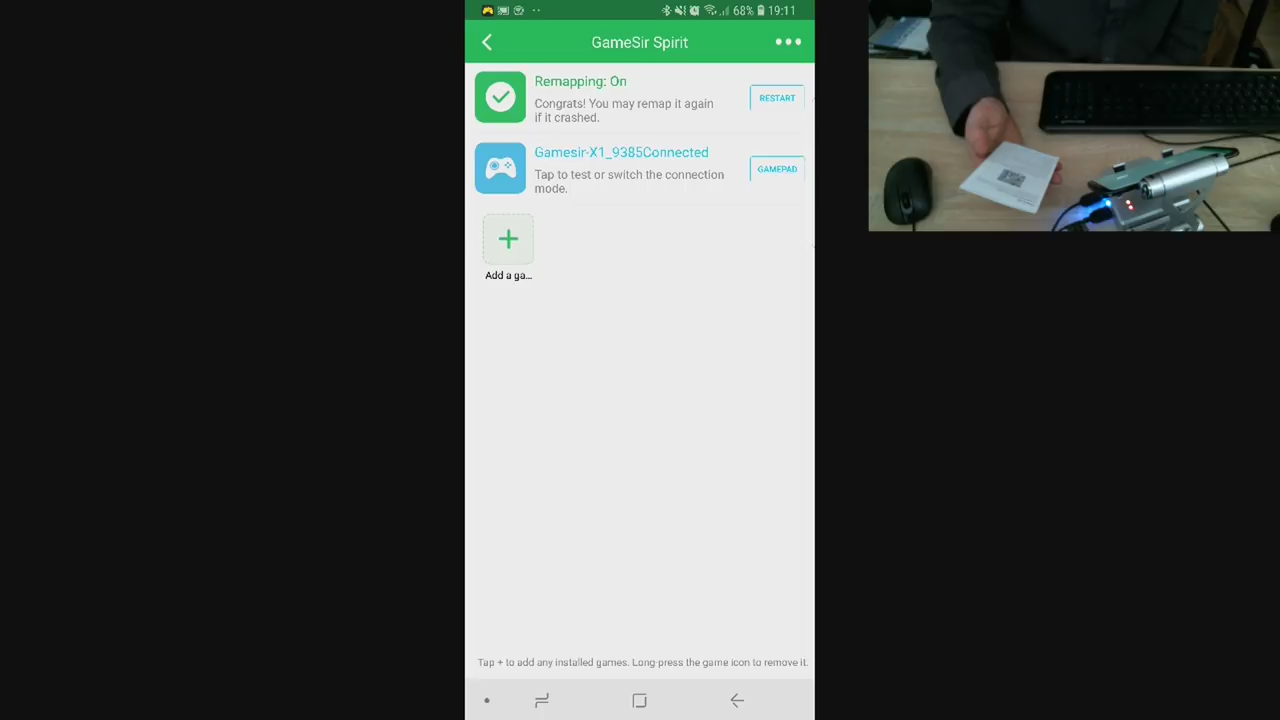 68% 19:11
GameSir Spirit
Remapping: On
Congrats! You may remap it again
if it crashed.
RESTART
Gamesir-X1_9385Connected
Tap to test or switch the connection
mode.
GAMEPAD
Add a ga...
Tap + to add any installed games. Long-press the game icon to remove it.